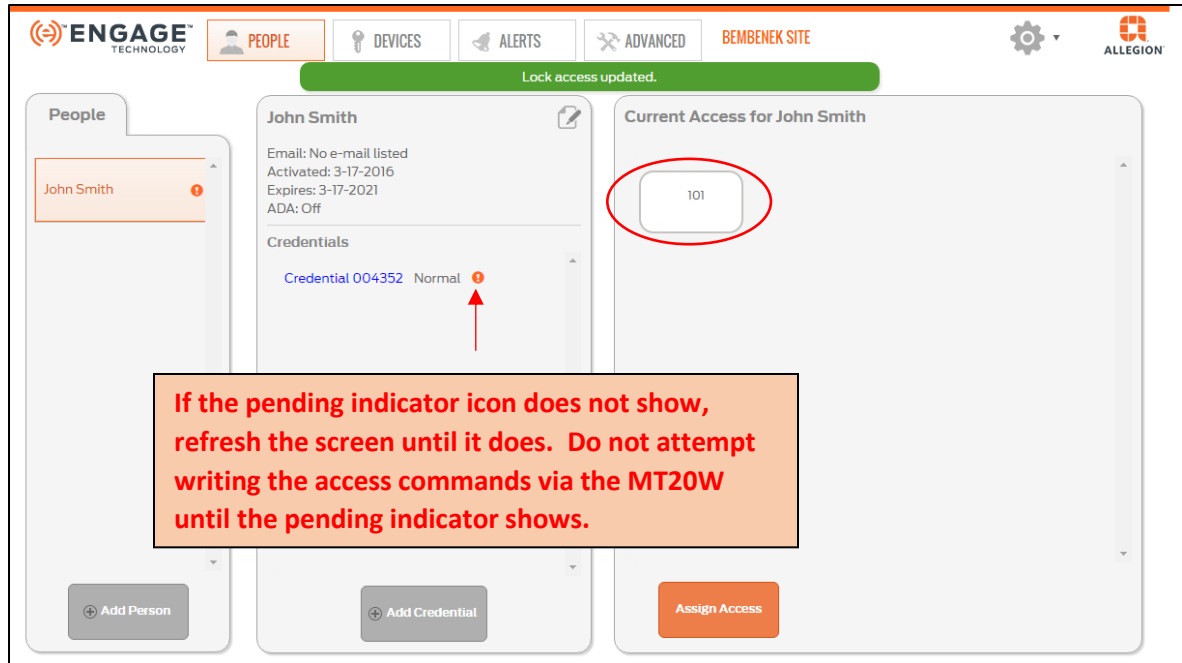 ENGAGE™
TECHNOLOGY
PEOPLE
DEVICES
ALERTS
ADVANCED
BEMBENEK SITE
ALLEGION
Lock access updated.
People
John Smith
John Smith
Email: No e-mail listed
Activated: 3-17-2016
Expires: 3-17-2021
ADA: Off
Credentials
Credential 004352 Normal
Current Access for John Smith
101
If the pending indicator icon does not show,
refresh the screen until it does. Do not attempt
writing the access commands via the MT20W
until the pending indicator shows.
Add Person
Add Credential
Assign Access